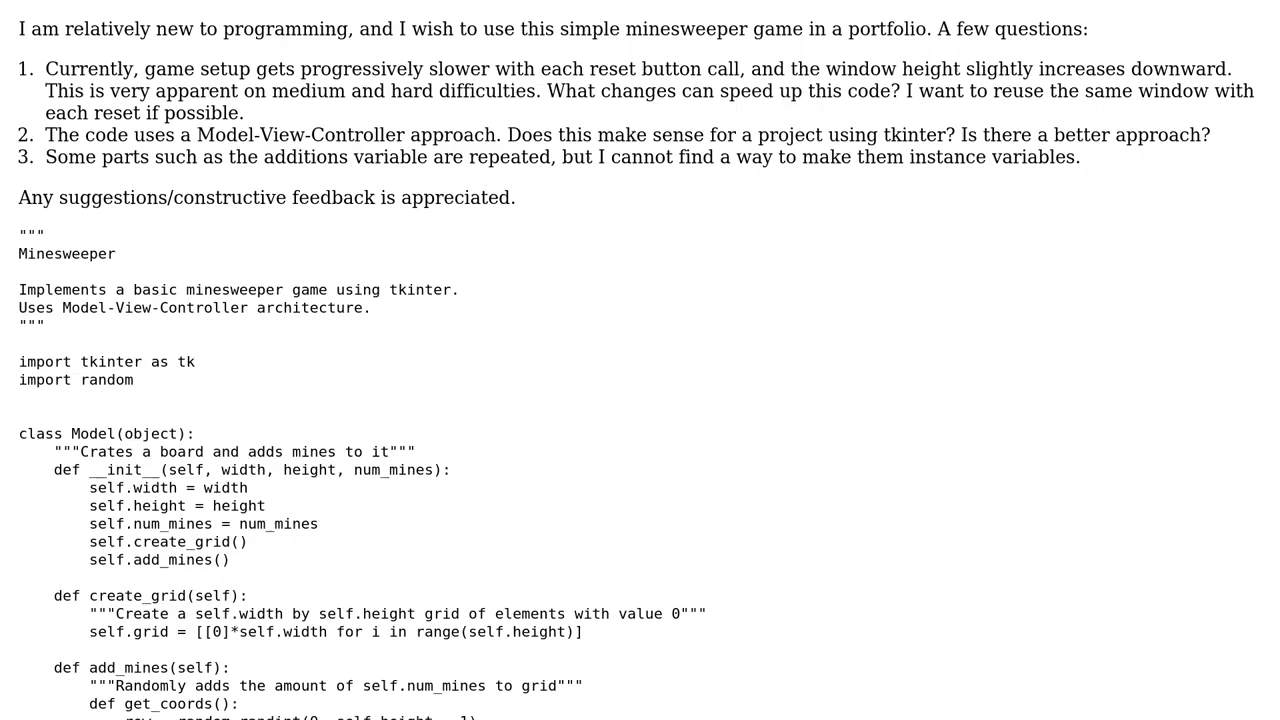 I am relatively new to programming, and I wish to use this simple minesweeper game in a portfolio. A few questions:
1. Currently, game setup gets progressively slower with each reset button call, and the window height slightly increases downward.
This is very apparent on medium and hard difficulties. What changes can speed up this code? I want to reuse the same window with
each reset if possible.
2. The code uses a Model-View-Controller approach. Does this make sense for a project using tkinter? Is there a better approach?
3. Some parts such as the additions variable are repeated, but I cannot find a way to make them instance variables.
Any suggestions/constructive feedback is appreciated.
"""
Minesweeper
Implements a basic minesweeper game using tkinter.
Uses Model-View-Controller architecture.
"""
import tkinter as tk
import random
class Model(object):
    """Crates a board and adds mines to it"""
    def __init__(self, width, height, num_mines):
        self.width = width
        self.height = height
        self.num_mines = num_mines
        self.create_grid()
        self.add_mines()
    def create_grid(self):
        """Create a self.width by self.height grid of elements with value 0"""
        self.grid = [[0]*self.width for i in range(self.height)]
    def add_mines(self):
        """Randomly adds the amount of self.num_mines to grid"""
        def get_coords():
            row = random.randint(0, self.height - 1)